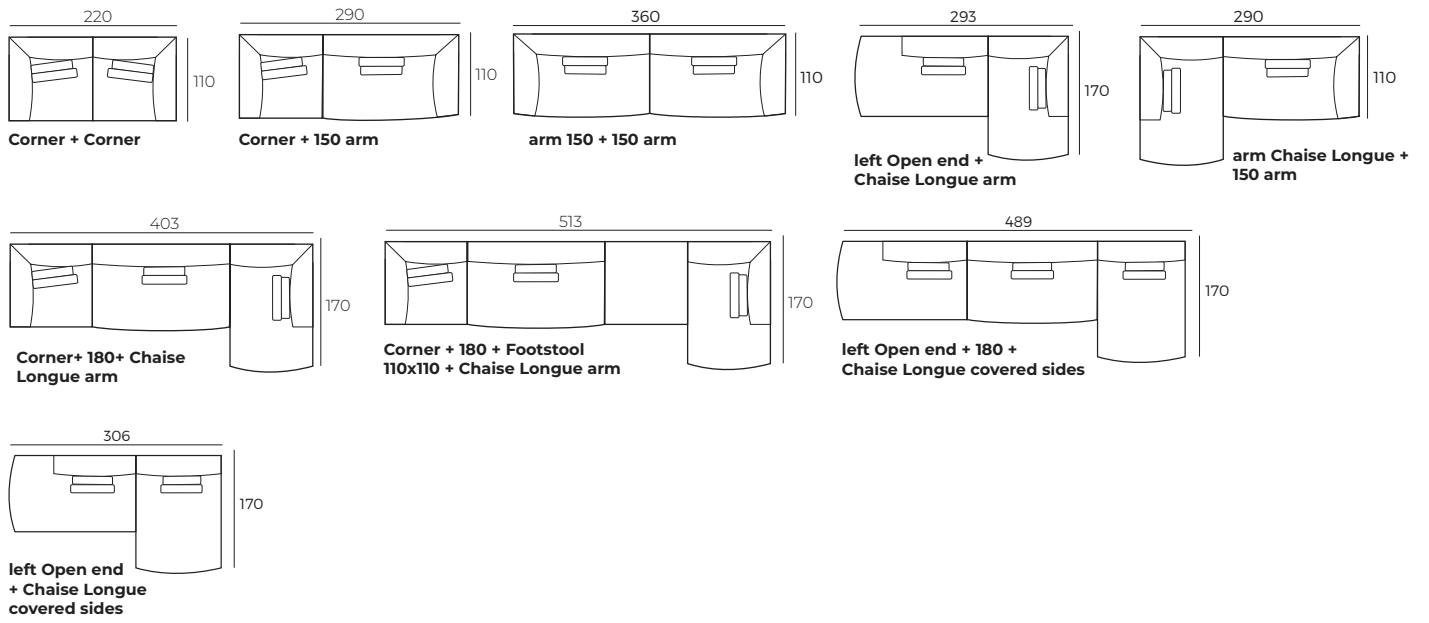 220
110
Corner + Corner
290
110
Corner + 150 arm
360
110
arm 150 + 150 arm
293
170
left Open end +
Chaise Longue arm
290
110
arm Chaise Longue +
150 arm
403
170
Corner+ 180+ Chaise
Longue arm
513
170
Corner + 180 + Footstool
110x110 + Chaise Longue arm
489
170
left Open end + 180 +
Chaise Longue covered sides
306
170
left Open end
+ Chaise Longue
covered sides